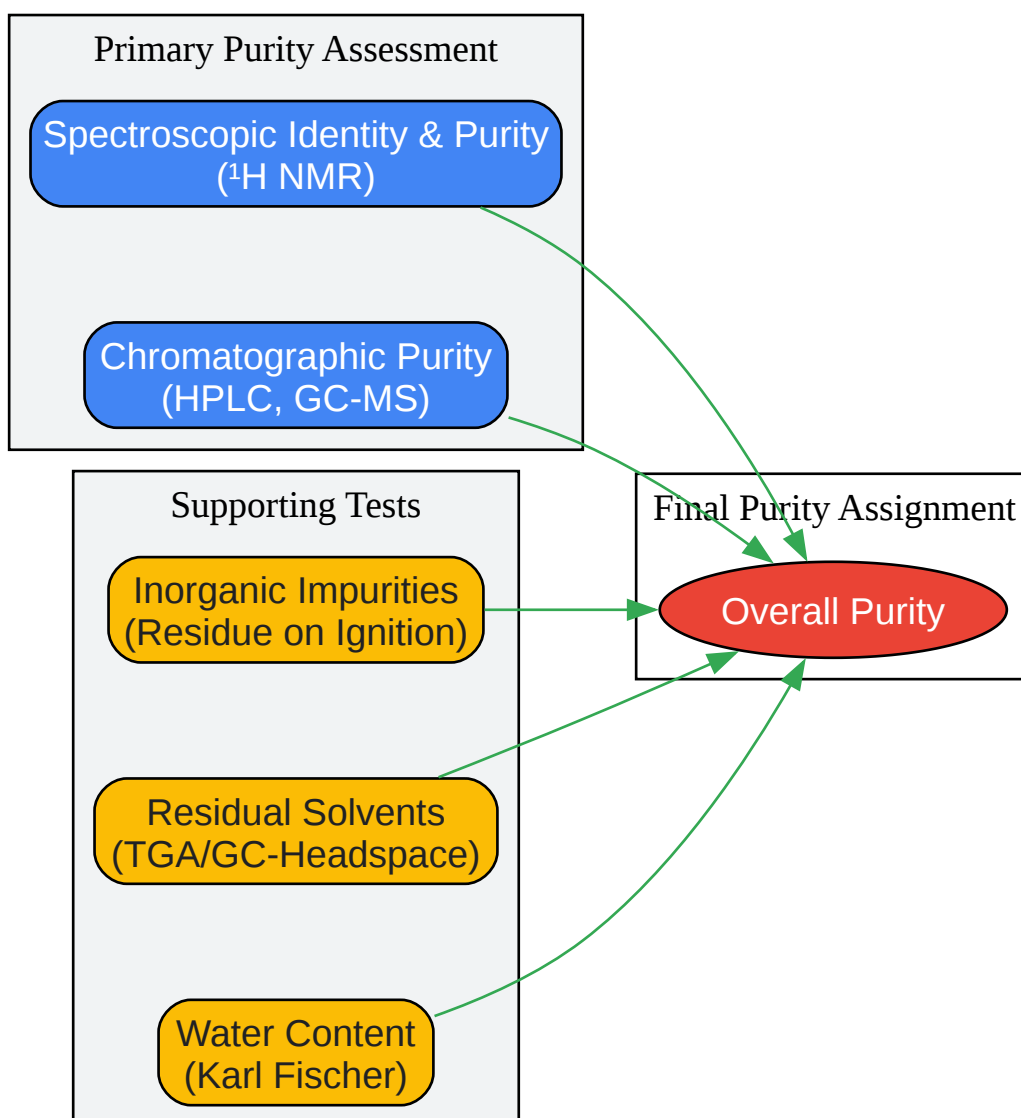 Primary Purity Assessment
Spectroscopic Identity & Purity
(¹H NMR)
Chromatographic Purity
(HPLC, GC-MS)
Supporting Tests
Inorganic Impurities
(Residue on Ignition)
Residual Solvents
(TGA/GC-Headspace)
Water Content
(Karl Fischer)
Final Purity Assignment
Overall Purity